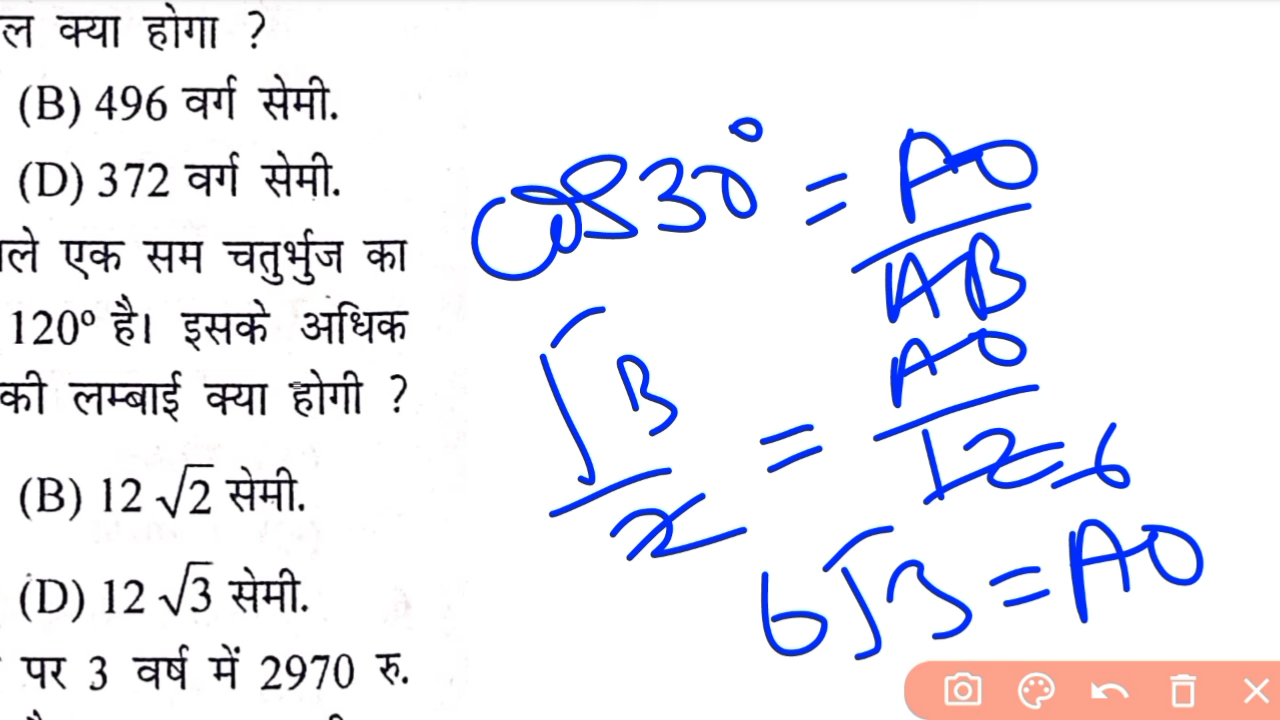 ल क्या होगा ?
(B) 496 वर्ग सेमी.
(D) 372 वर्ग सेमी.
ले एक सम चतुर्भुज का
120° है। इसके अधिक
की लम्बाई क्या होगी ?
(B) 12 √2 सेमी.
(D) 12 √3 सेमी.
पर 3 वर्ष में 2970 रु.
cos 30° = AO
AB
√3 = AO
2 12 6
6√3 = AO